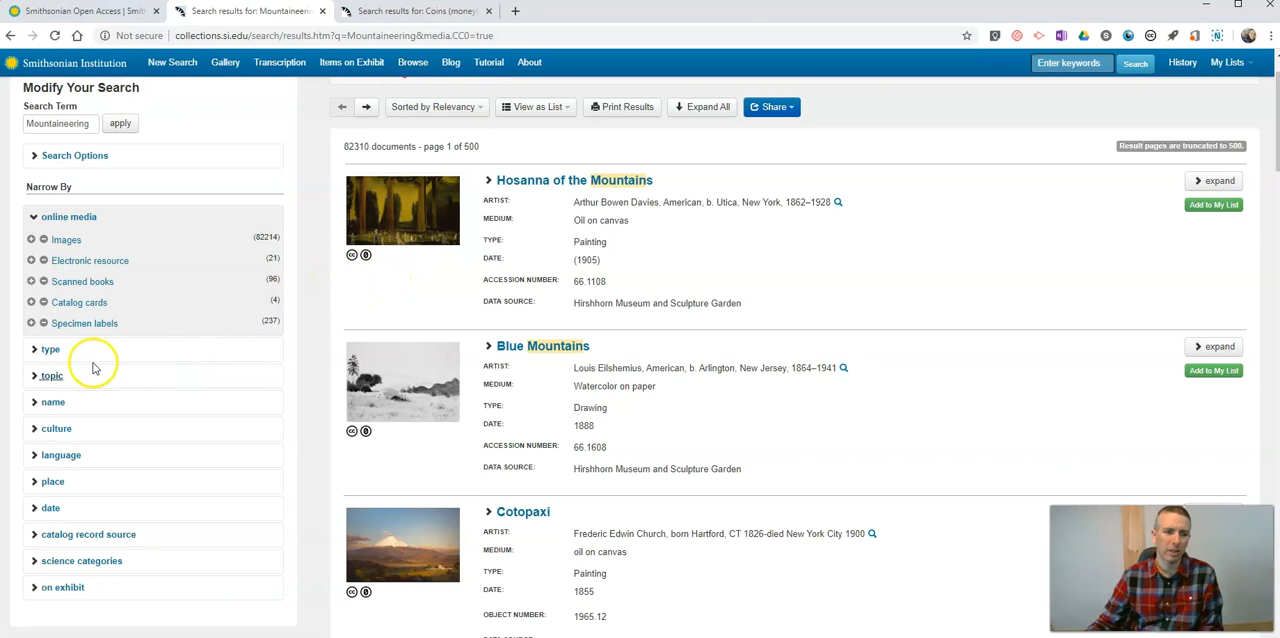 Smithsonian Open Access | Smith
Search results for: Mountaineerin
Search results for: Coins (money)
Not secure | collections.si.edu/search/results.htm?q=Mountaineering&media.CC0=true
Smithsonian Institution New Search Gallery Transcription Items on Exhibit Browse Blog Tutorial About Enter keywords Search History My Lists
Modify Your Search
Search Term
Mountaineering apply
Search Options
Narrow By
online media
Images (82214)
Electronic resource (21)
Scanned books (96)
Catalog cards (4)
Specimen labels (237)
type
topic
name
culture
language
place
date
catalog record source
science categories
on exhibit
Sorted by Relevancy View as List Print Results Expand All Share
82310 documents - page 1 of 500 Result pages are truncated to 500.
Hosanna of the Mountains expand
ARTIST: Arthur Bowen Davies, American, b. Utica, New York, 1862–1928 Add to My List
MEDIUM: Oil on canvas
TYPE: Painting
DATE: (1905)
ACCESSION NUMBER: 66.1108
DATA SOURCE: Hirshhorn Museum and Sculpture Garden
Blue Mountains expand
ARTIST: Louis Eilshemius, American, b. Arlington, New Jersey, 1864–1941 Add to My List
MEDIUM: Watercolor on paper
TYPE: Drawing
DATE: 1888
ACCESSION NUMBER: 66.1608
DATA SOURCE: Hirshhorn Museum and Sculpture Garden
Cotopaxi
ARTIST: Frederic Edwin Church, born Hartford, CT 1826-died New York City 1900
MEDIUM: oil on canvas
TYPE: Painting
DATE: 1855
OBJECT NUMBER: 1965.12